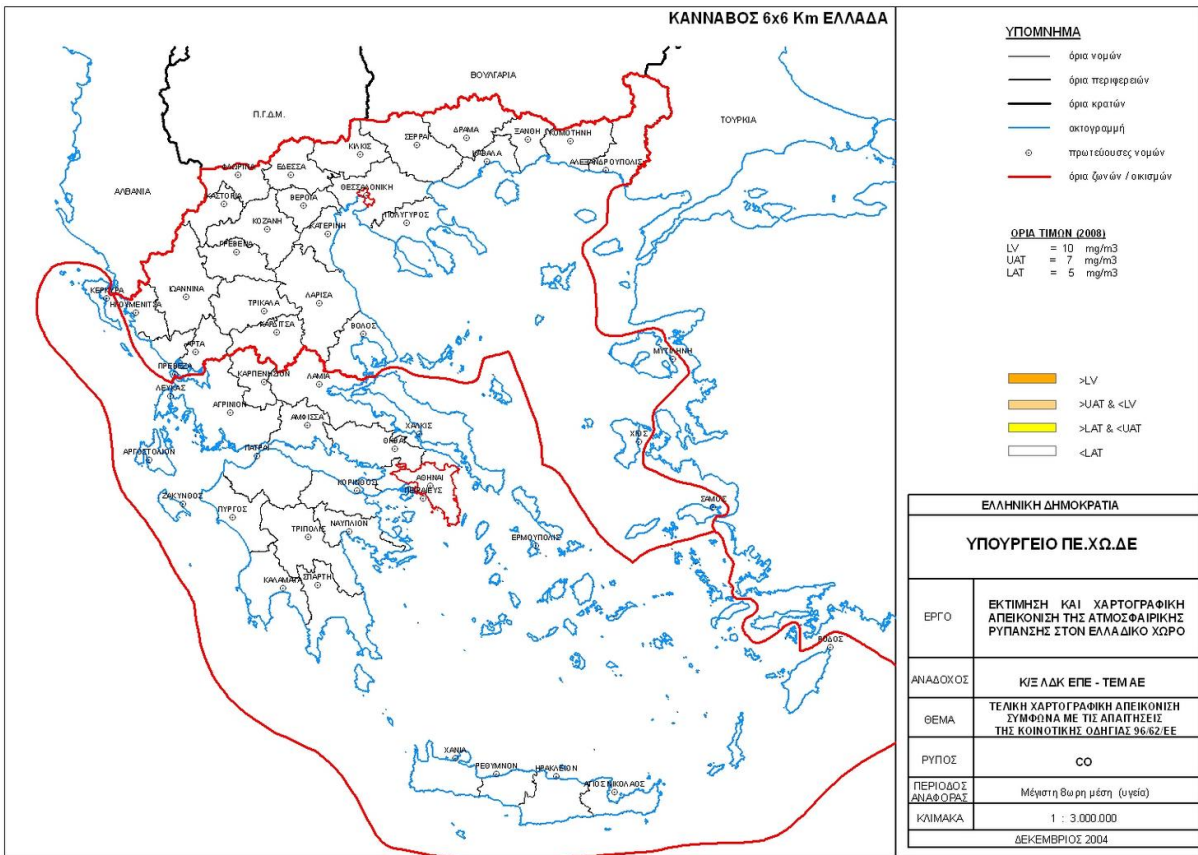 ΚΑΝΝΑΒΟΣ 6x6 Km ΕΛΛΑΔΑ
ΒΟΥΛΓΑΡΙΑ
Π.Γ.Δ.Μ.
ΤΟΥΡΚΙΑ
ΑΛΒΑΝΙΑ
ΔΡΑΜΑ
ΞΑΝΘΗ
ΚΟΜΟΤΗΝΗ
ΣΕΡΡΑΙ
ΚΙΛΚΙΣ
ΚΑΒΑΛΑ
ΑΛΕΞΑΝΔΡΟΥΠΟΛΙΣ
ΦΛΩΡΙΝΑ
ΕΔΕΣΣΑ
ΘΕΣΣΑΛΟΝΙΚΗ
ΚΑΣΤΟΡΙΑ
ΒΕΡΟΙΑ
ΠΟΛΥΓΥΡΟΣ
ΚΟΖΑΝΗ
ΚΑΤΕΡΙΝΗ
ΓΡΕΒΕΝΑ
ΚΕΡΚΥΡΑ
ΗΓΟΥΜΕΝΙΤΣΑ
ΙΩΑΝΝΙΝΑ
ΤΡΙΚΑΛΑ
ΛΑΡΙΣΑ
ΚΑΡΔΙΤΣΑ
ΒΟΛΟΣ
ΑΡΤΑ
ΜΥΤΙΛΗΝΗ
ΠΡΕΒΕΖΑ
ΚΑΡΠΕΝΗΣΙΟΝ
ΛΑΜΙΑ
ΛΕΥΚΑΣ
ΑΓΡΙΝΙΟΝ
ΑΜΦΙΣΣΑ
ΧΑΛΚΙΣ
ΧΙΟΣ
ΘΗΒΑΙ
ΑΡΓΟΣΤΟΛΙΟΝ
ΠΑΤΡΑΙ
ΑΘΗΝΑΙ
ΚΟΡΙΝΘΟΣ
ΠΕΙΡΑΙΕΥΣ
ΖΑΚΥΝΘΟΣ
ΣΑΜΟΣ
ΠΥΡΓΟΣ
ΤΡΙΠΟΛΙΣ
ΝΑΥΠΛΙΟΝ
ΕΡΜΟΥΠΟΛΙΣ
ΚΑΛΑΜΑΤΑ
ΣΠΑΡΤΗ
ΡΟΔΟΣ
ΧΑΝΙΑ
ΡΕΘΥΜΝΟΝ
ΗΡΑΚΛΕΙΟΝ
ΑΓΙΟΣ ΝΙΚΟΛΑΟΣ
ΥΠΟΜΝΗΜΑ
όρια νομών
όρια περιφερειών
όρια κρατών
ακτογραμμή
πρωτεύουσες νομών
όρια ζωνών / οικισμών
ΟΡΙΑ ΤΙΜΩΝ (2008)
LV = 10 mg/m3
UAT = 7 mg/m3
LAT = 5 mg/m3
>LV
>UAT & <LV
>LAT & <UAT
<LAT
ΕΛΛΗΝΙΚΗ ΔΗΜΟΚΡΑΤΙΑ
ΥΠΟΥΡΓΕΙΟ ΠΕ.ΧΩ.ΔΕ
ΕΡΓΟ
ΕΚΤΙΜΗΣΗ ΚΑΙ ΧΑΡΤΟΓΡΑΦΙΚΗ
ΑΠΕΙΚΟΝΙΣΗ ΤΗΣ ΑΤΜΟΣΦΑΙΡΙΚΗΣ
ΡΥΠΑΝΣΗΣ ΣΤΟΝ ΕΛΛΑΔΙΚΟ ΧΩΡΟ
ΑΝΑΔΟΧΟΣ
Κ/Ξ ΛΔΚ ΕΠΕ - ΤΕΜ ΑΕ
ΘΕΜΑ
ΤΕΛΙΚΗ ΧΑΡΤΟΓΡΑΦΙΚΗ ΑΠΕΙΚΟΝΙΣΗ
ΣΥΜΦΩΝΑ ΜΕ ΤΙΣ ΑΠΑΙΤΗΣΕΙΣ
ΤΗΣ ΚΟΙΝΟΤΙΚΗΣ ΟΔΗΓΙΑΣ 96/62/ΕΕ
ΡΥΠΟΣ
CO
ΠΕΡΙΟΔΟΣ
ΑΝΑΦΟΡΑΣ
Μέγιστη 8ωρη μέση (υγεία)
ΚΛΙΜΑΚΑ
1 : 3.000.000
ΔΕΚΕΜΒΡΙΟΣ 2004